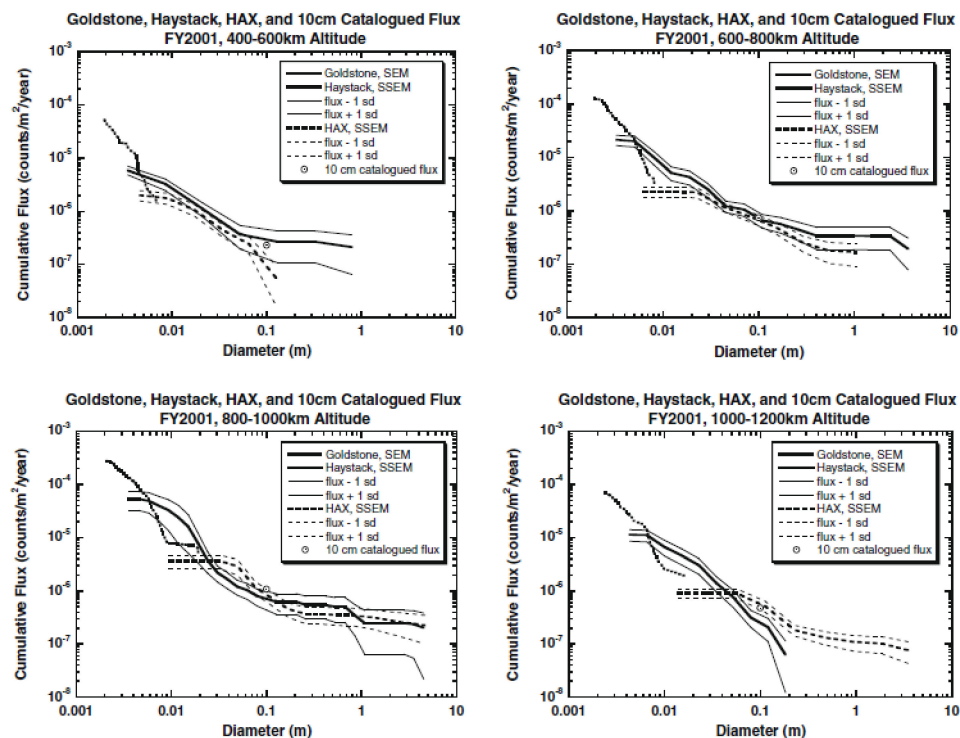 Goldstone, Haystack, HAX, and 10cm Catalogued Flux
FY2001, 400-600km Altitude
10⁻³
10⁻⁴
10⁻⁵
10⁻⁶
10⁻⁷
10⁻⁸
Cumulative Flux (counts/m²/year)
Goldstone, SEM
Haystack, SSEM
flux - 1 sd
flux + 1 sd
HAX, SSEM
flux - 1 sd
flux + 1 sd
10 cm catalogued flux
0.001 0.01 0.1 1 10
Diameter (m)
Goldstone, Haystack, HAX, and 10cm Catalogued Flux
FY2001, 600-800km Altitude
10⁻³
10⁻⁴
10⁻⁵
10⁻⁶
10⁻⁷
10⁻⁸
Cumulative Flux (counts/m²/year)
Goldstone, SEM
Haystack, SSEM
flux - 1 sd
flux + 1 sd
HAX, SSEM
flux - 1 sd
flux + 1 sd
10 cm catalogued flux
0.001 0.01 0.1 1 10
Diameter (m)
Goldstone, Haystack, HAX, and 10cm Catalogued Flux
FY2001, 800-1000km Altitude
10⁻³
10⁻⁴
10⁻⁵
10⁻⁶
10⁻⁷
10⁻⁸
Cumulative Flux (counts/m²/year)
Goldstone, SEM
Haystack, SSEM
flux - 1 sd
flux + 1 sd
HAX, SSEM
flux - 1 sd
flux + 1 sd
10 cm catalogued flux
0.001 0.01 0.1 1 10
Diameter (m)
Goldstone, Haystack, HAX, and 10cm Catalogued Flux
FY2001, 1000-1200km Altitude
10⁻³
10⁻⁴
10⁻⁵
10⁻⁶
10⁻⁷
10⁻⁸
Cumulative Flux (counts/m²/year)
Goldstone, SEM
Haystack, SSEM
flux - 1 sd
flux + 1 sd
HAX, SSEM
flux - 1 sd
flux + 1 sd
10 cm catalogued flux
0.001 0.01 0.1 1 10
Diameter (m)